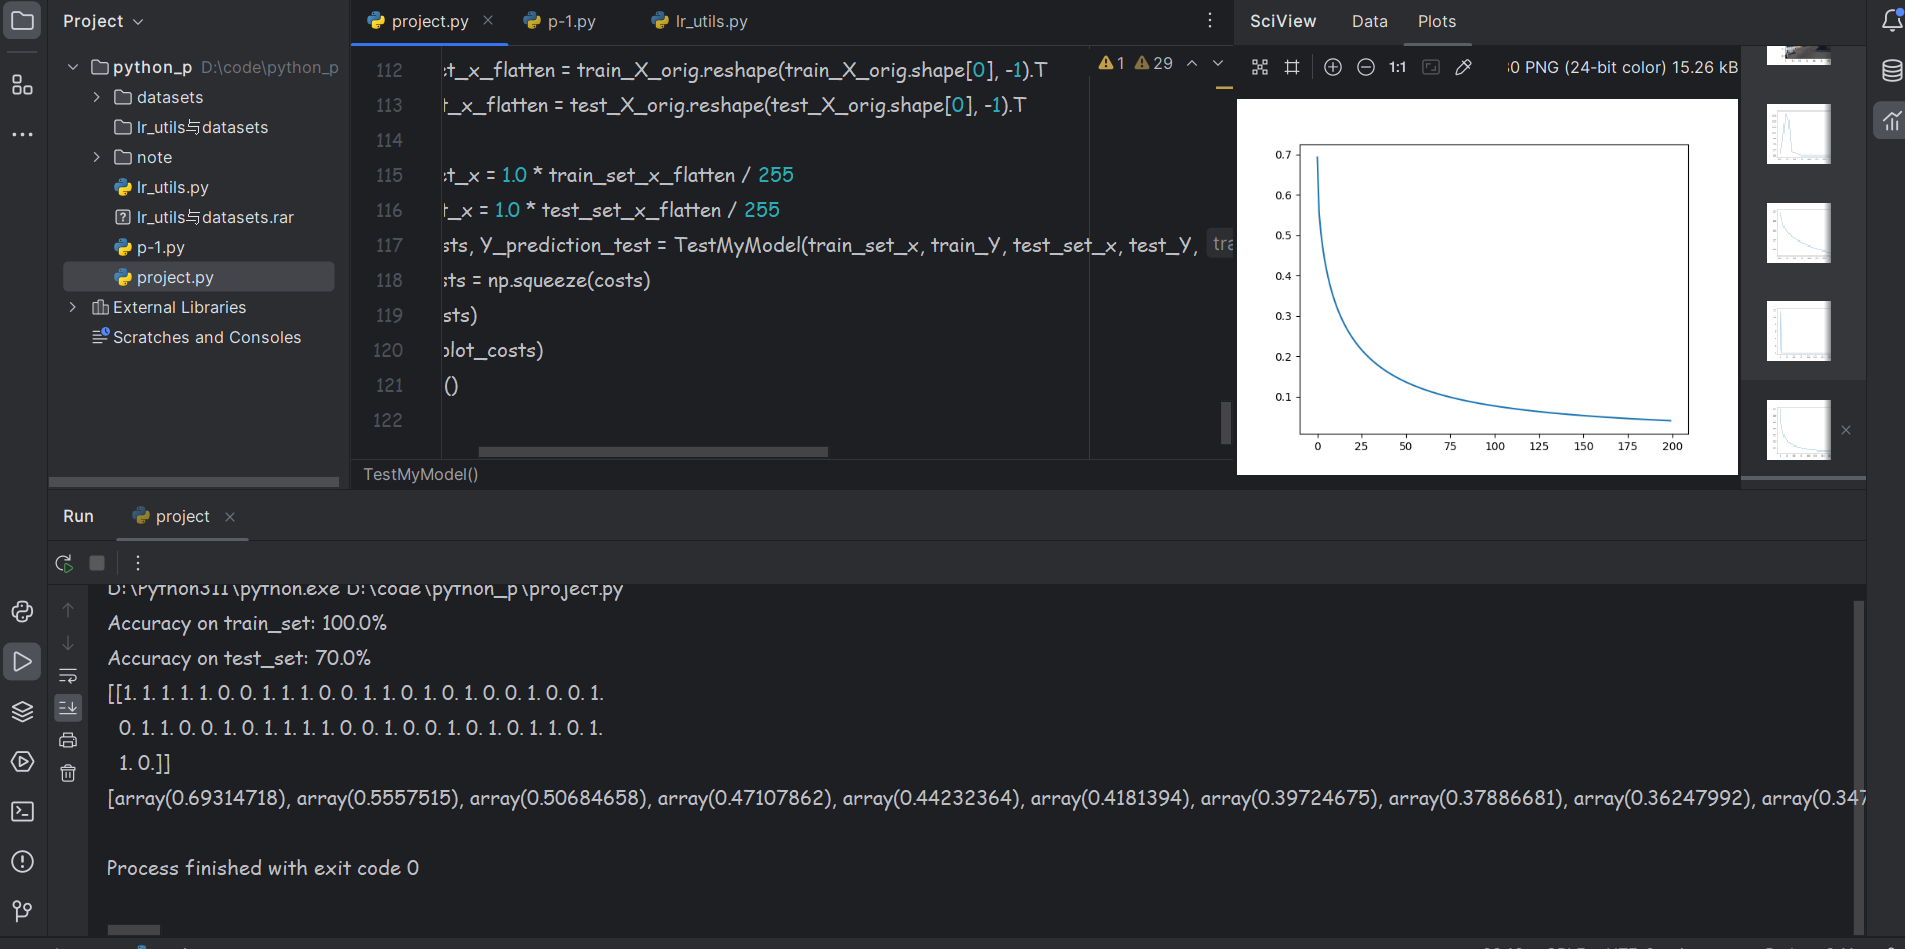 Project
project.py
p-1.py
lr_utils.py
SciView
Data
Plots
python_p D:\code\python_p
datasets
lr_utils与datasets
note
lr_utils.py
lr_utils与datasets.rar
p-1.py
project.py
External Libraries
Scratches and Consoles
1 29
112 t_x_flatten = train_X_orig.reshape(train_X_orig.shape[0], -1).T
113 t_x_flatten = test_X_orig.reshape(test_X_orig.shape[0], -1).T
114
115 t_x = 1.0 * train_set_x_flatten / 255
116 t_x = 1.0 * test_set_x_flatten / 255
117 sts, Y_prediction_test = TestMyModel(train_set_x, train_Y, test_set_x, test_Y, tra
118 sts = np.squeeze(costs)
119 sts)
120 plot_costs)
121 ()
122
TestMyModel()
1:1
0 PNG (24-bit color) 15.26 kB
0.7
0.6
0.5
0.4
0.3
0.2
0.1
0 25 50 75 100 125 150 175 200
Run
project
D:\Python311\python.exe D:\code\python_p\project.py
Accuracy on train_set: 100.0%
Accuracy on test_set: 70.0%
[[1. 1. 1. 1. 1. 0. 0. 1. 1. 1. 0. 0. 1. 1. 0. 1. 0. 1. 0. 0. 1. 0. 0. 1.
0. 1. 1. 0. 0. 1. 0. 1. 1. 1. 1. 0. 0. 1. 0. 0. 1. 0. 1. 0. 1. 1. 0. 1.
1. 0.]]
[array(0.69314718), array(0.5557515), array(0.50684658), array(0.47107862), array(0.44232364), array(0.4181394), array(0.39724675), array(0.37886681), array(0.36247992), array(0.347
Process finished with exit code 0